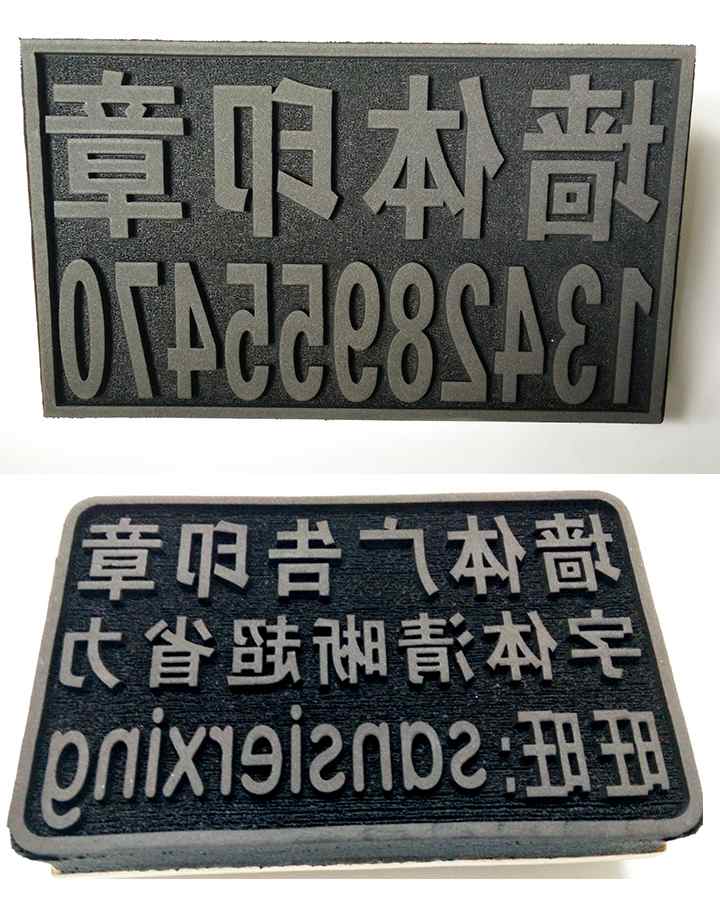 墙体印章
13428955470
墙体广告印章
字体清晰超省力
旺旺:sansierxing